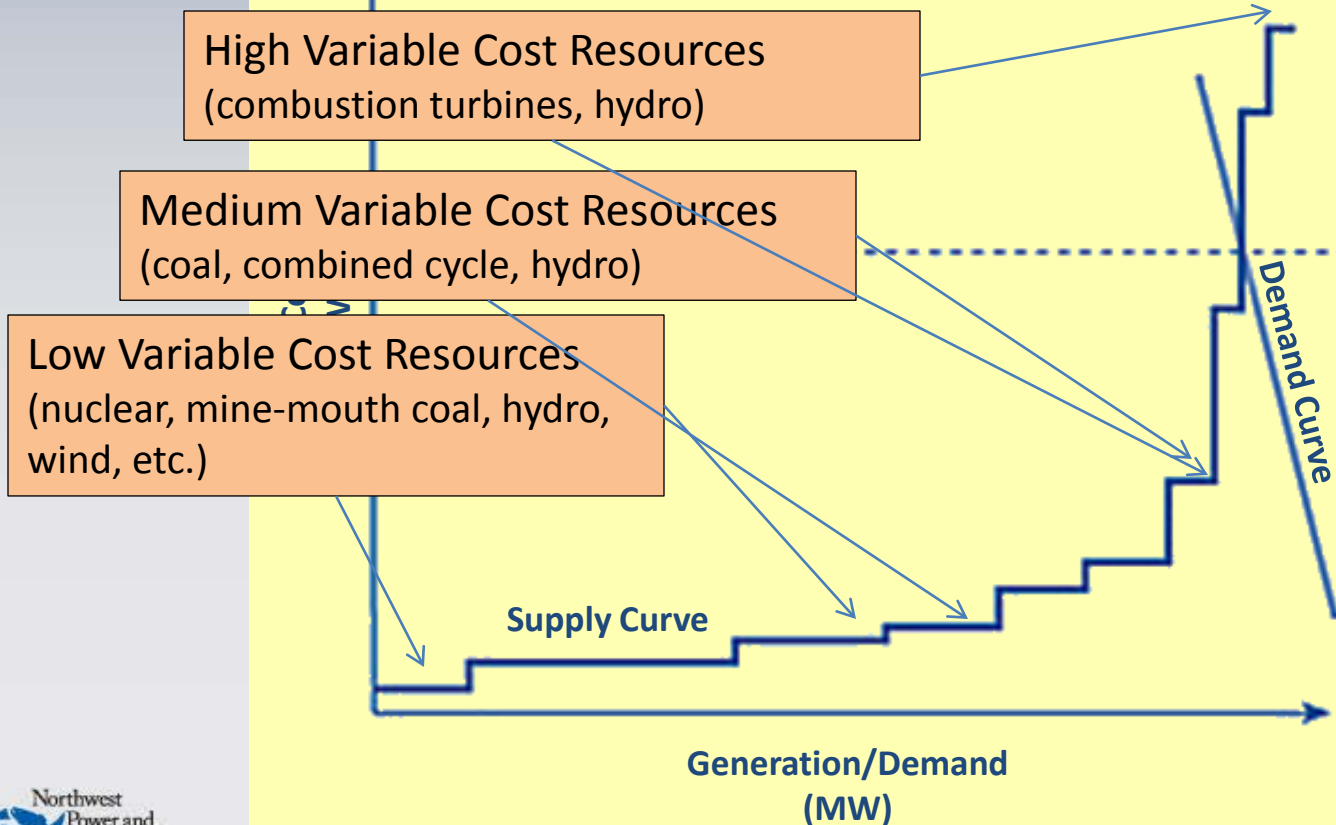 High Variable Cost Resources
(combustion turbines, hydro)
Medium Variable Cost Resources
(coal, combined cycle, hydro)
Low Variable Cost Resources
(nuclear, mine-mouth coal, hydro,
wind, etc.)
Demand Curve
Supply Curve
Generation/Demand
(MW)
Northwest
Power and